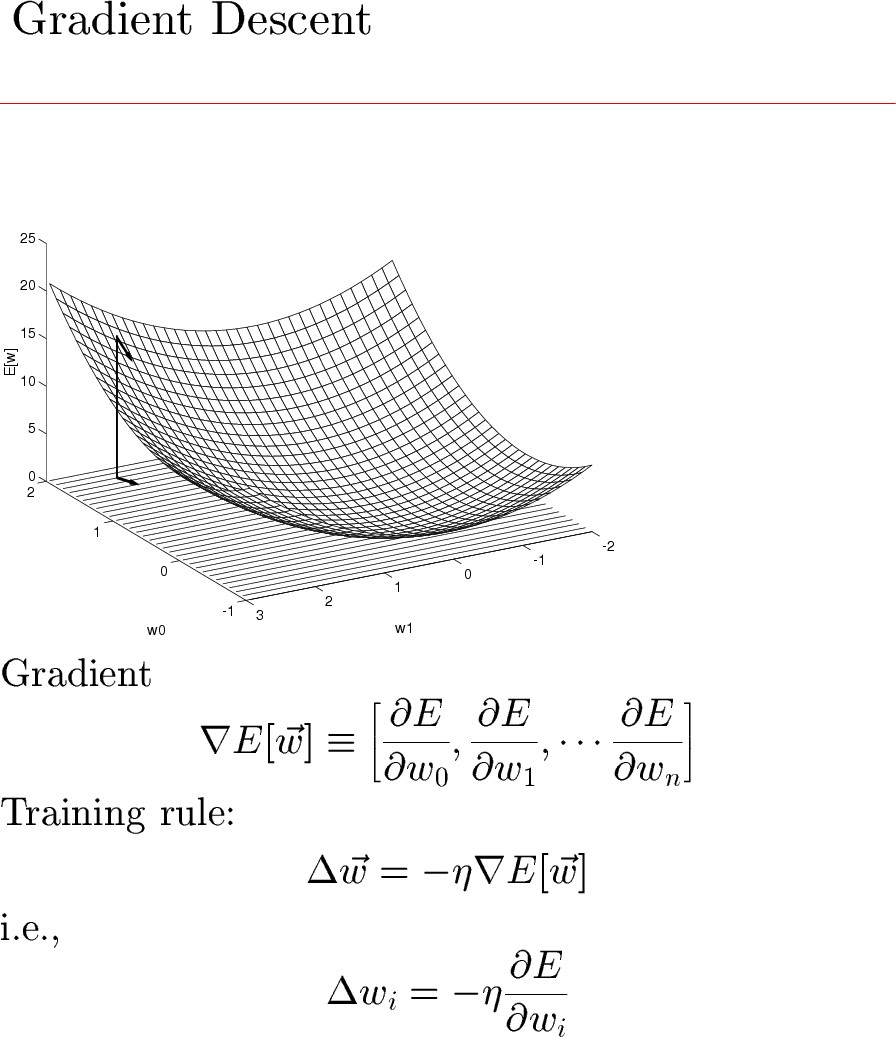 Gradient Descent
25
20
15
E[w]
10
5
0
2
1
0
-1
w0
3
2
1
0
-1
-2
w1
Gradient
∇E[w⃗] ≡ [∂E/∂w₀, ∂E/∂w₁, ⋯ ∂E/∂wₙ]
Training rule:
Δw⃗ = −η∇E[w⃗]
i.e.,
Δwᵢ = −η ∂E/∂wᵢ